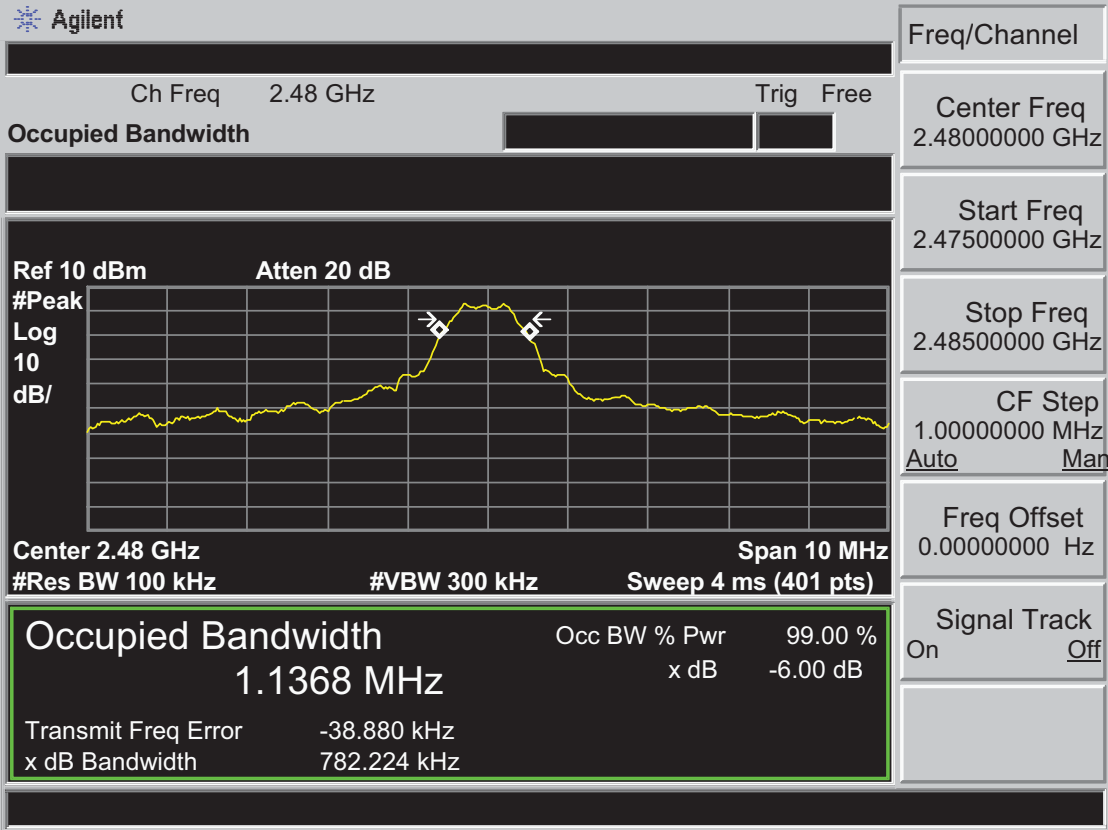 Agilent
Freq/Channel
Ch Freq 2.48 GHz Trig Free
Occupied Bandwidth
Center Freq
2.48000000 GHz
Start Freq
2.47500000 GHz
Stop Freq
2.48500000 GHz
CF Step
1.00000000 MHz
Auto Man
Freq Offset
0.00000000 Hz
Signal Track
On Off
Ref 10 dBm Atten 20 dB
#Peak
Log
10
dB/
Center 2.48 GHz Span 10 MHz
#Res BW 100 kHz #VBW 300 kHz Sweep 4 ms (401 pts)
Occupied Bandwidth
1.1368 MHz
Occ BW % Pwr 99.00 %
x dB -6.00 dB
Transmit Freq Error -38.880 kHz
x dB Bandwidth 782.224 kHz